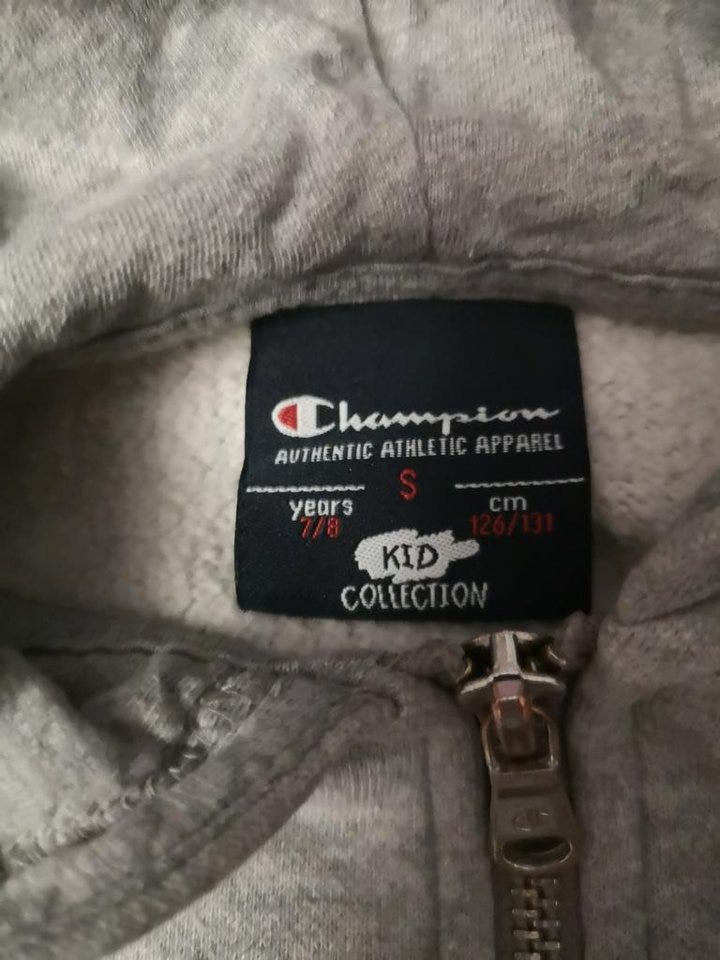 Champion
AUTHENTIC ATHLETIC APPAREL
S
years cm
7/8 126/131
KID
COLLECTION